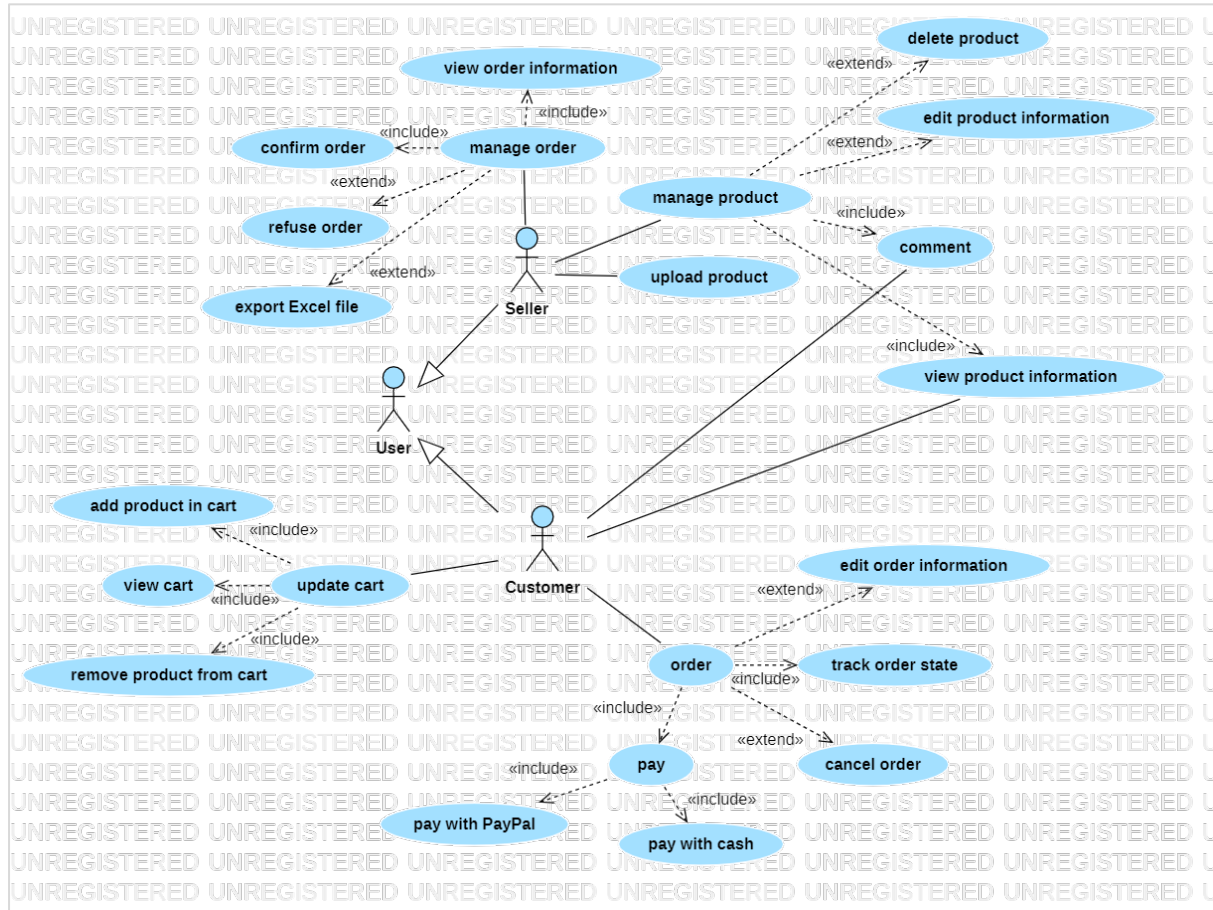 UNREGISTERED
delete product
«extend»
view order information
edit product information
«include»
«extend»
«include»
confirm order
manage order
«extend»
manage product
«include»
refuse order
comment
«extend»
upload product
export Excel file
Seller
«include»
view product information
User
add product in cart
«include»
edit order information
view cart
update cart
Customer
«extend»
«include»
«include»
order
track order state
remove product from cart
«include»
«include»
«extend»
pay
cancel order
«include»
«include»
pay with PayPal
pay with cash